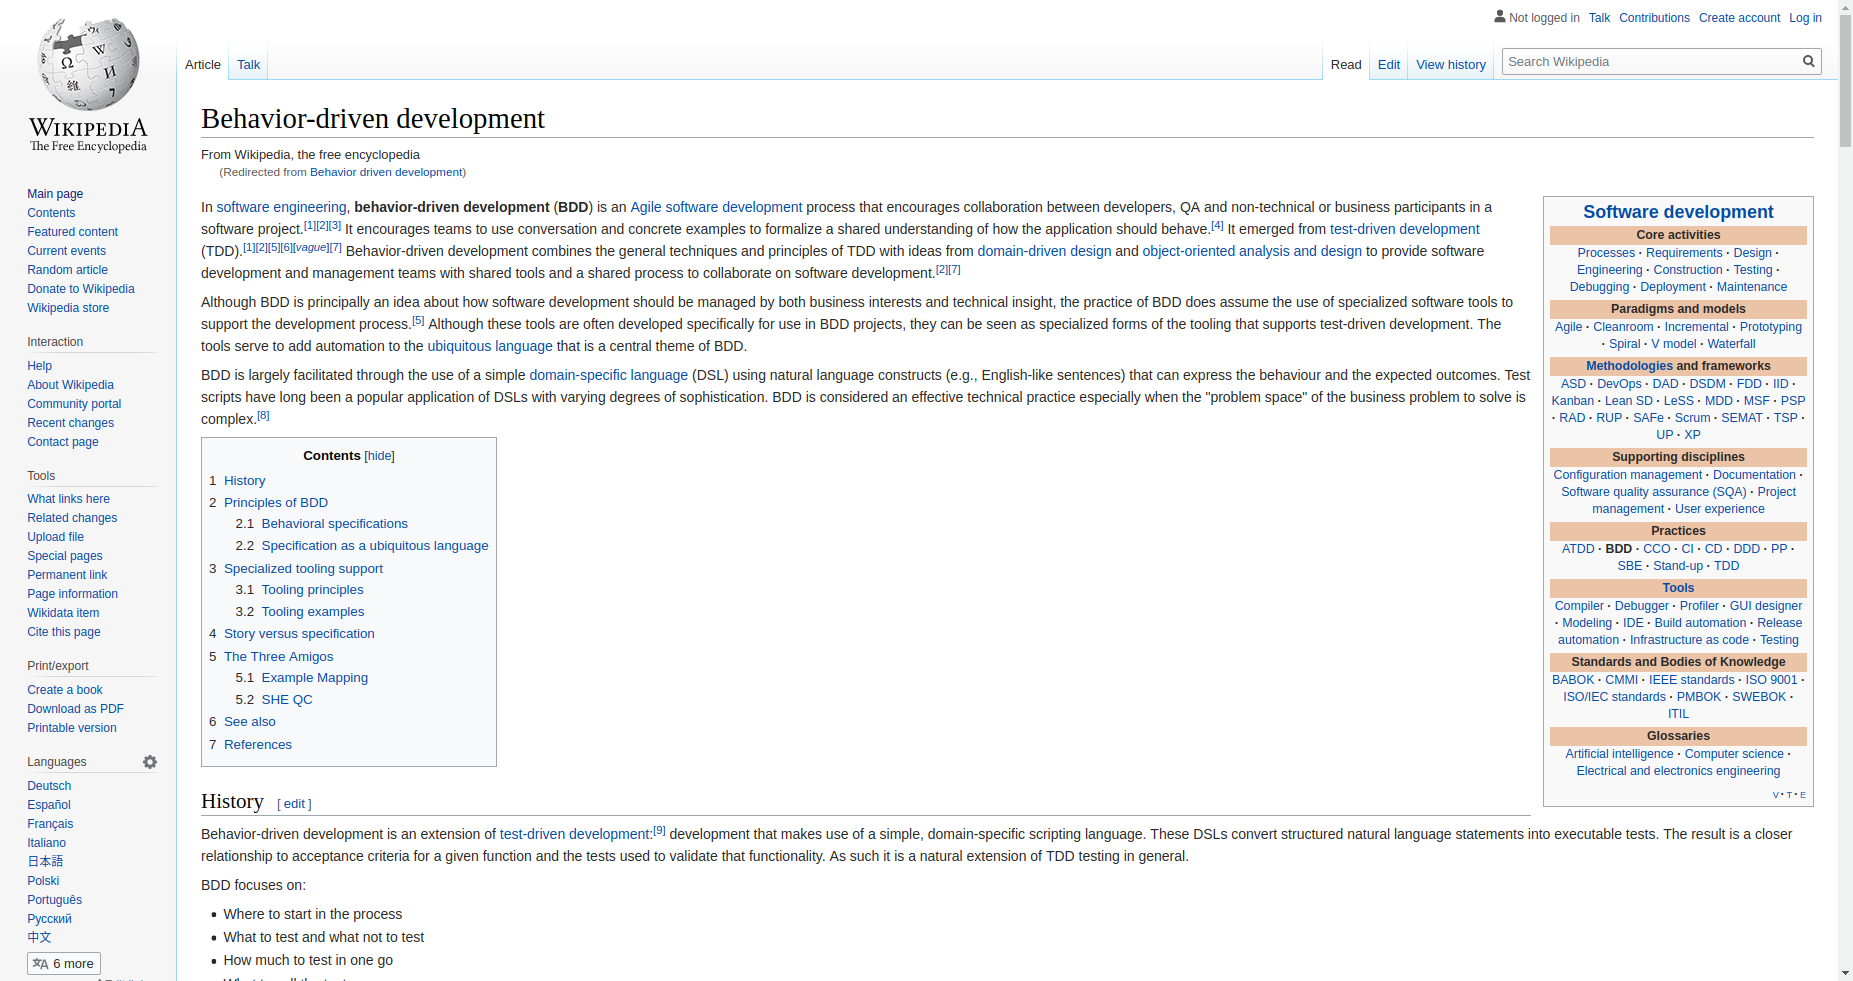 Not logged in Talk Contributions Create account Log in
Article Talk Read Edit View history Search Wikipedia
WIKIPEDIA
The Free Encyclopedia
Main page
Contents
Featured content
Current events
Random article
Donate to Wikipedia
Wikipedia store
Interaction
Help
About Wikipedia
Community portal
Recent changes
Contact page
Tools
What links here
Related changes
Upload file
Special pages
Permanent link
Page information
Wikidata item
Cite this page
Print/export
Create a book
Download as PDF
Printable version
Languages
Deutsch
Español
Français
Italiano
日本語
Polski
Português
Русский
中文
6 more
Behavior-driven development
From Wikipedia, the free encyclopedia
(Redirected from Behavior driven development)
In software engineering, behavior-driven development (BDD) is an Agile software development process that encourages collaboration between developers, QA and non-technical or business participants in a
software project.[1][2][3] It encourages teams to use conversation and concrete examples to formalize a shared understanding of how the application should behave.[4] It emerged from test-driven development
(TDD).[1][2][5][6][vague][7] Behavior-driven development combines the general techniques and principles of TDD with ideas from domain-driven design and object-oriented analysis and design to provide software
development and management teams with shared tools and a shared process to collaborate on software development.[2][7]
Although BDD is principally an idea about how software development should be managed by both business interests and technical insight, the practice of BDD does assume the use of specialized software tools to
support the development process.[5] Although these tools are often developed specifically for use in BDD projects, they can be seen as specialized forms of the tooling that supports test-driven development. The
tools serve to add automation to the ubiquitous language that is a central theme of BDD.
BDD is largely facilitated through the use of a simple domain-specific language (DSL) using natural language constructs (e.g., English-like sentences) that can express the behaviour and the expected outcomes. Test
scripts have long been a popular application of DSLs with varying degrees of sophistication. BDD is considered an effective technical practice especially when the "problem space" of the business problem to solve is
complex.[8]
Contents [hide]
1 History
2 Principles of BDD
2.1 Behavioral specifications
2.2 Specification as a ubiquitous language
3 Specialized tooling support
3.1 Tooling principles
3.2 Tooling examples
4 Story versus specification
5 The Three Amigos
5.1 Example Mapping
5.2 SHE QC
6 See also
7 References
Software development
Core activities
Processes · Requirements · Design ·
Engineering · Construction · Testing ·
Debugging · Deployment · Maintenance
Paradigms and models
Agile · Cleanroom · Incremental · Prototyping
· Spiral · V model · Waterfall
Methodologies and frameworks
ASD · DevOps · DAD · DSDM · FDD · IID ·
Kanban · Lean SD · LeSS · MDD · MSF · PSP
· RAD · RUP · SAFe · Scrum · SEMAT · TSP ·
UP · XP
Supporting disciplines
Configuration management · Documentation ·
Software quality assurance (SQA) · Project
management · User experience
Practices
ATDD · BDD · CCO · CI · CD · DDD · PP ·
SBE · Stand-up · TDD
Tools
Compiler · Debugger · Profiler · GUI designer
· Modeling · IDE · Build automation · Release
automation · Infrastructure as code · Testing
Standards and Bodies of Knowledge
BABOK · CMMI · IEEE standards · ISO 9001 ·
ISO/IEC standards · PMBOK · SWEBOK ·
ITIL
Glossaries
Artificial intelligence · Computer science ·
Electrical and electronics engineering
V · T · E
History [ edit ]
Behavior-driven development is an extension of test-driven development:[9] development that makes use of a simple, domain-specific scripting language. These DSLs convert structured natural language statements into executable tests. The result is a closer
relationship to acceptance criteria for a given function and the tests used to validate that functionality. As such it is a natural extension of TDD testing in general.
BDD focuses on:
• Where to start in the process
• What to test and what not to test
• How much to test in one go